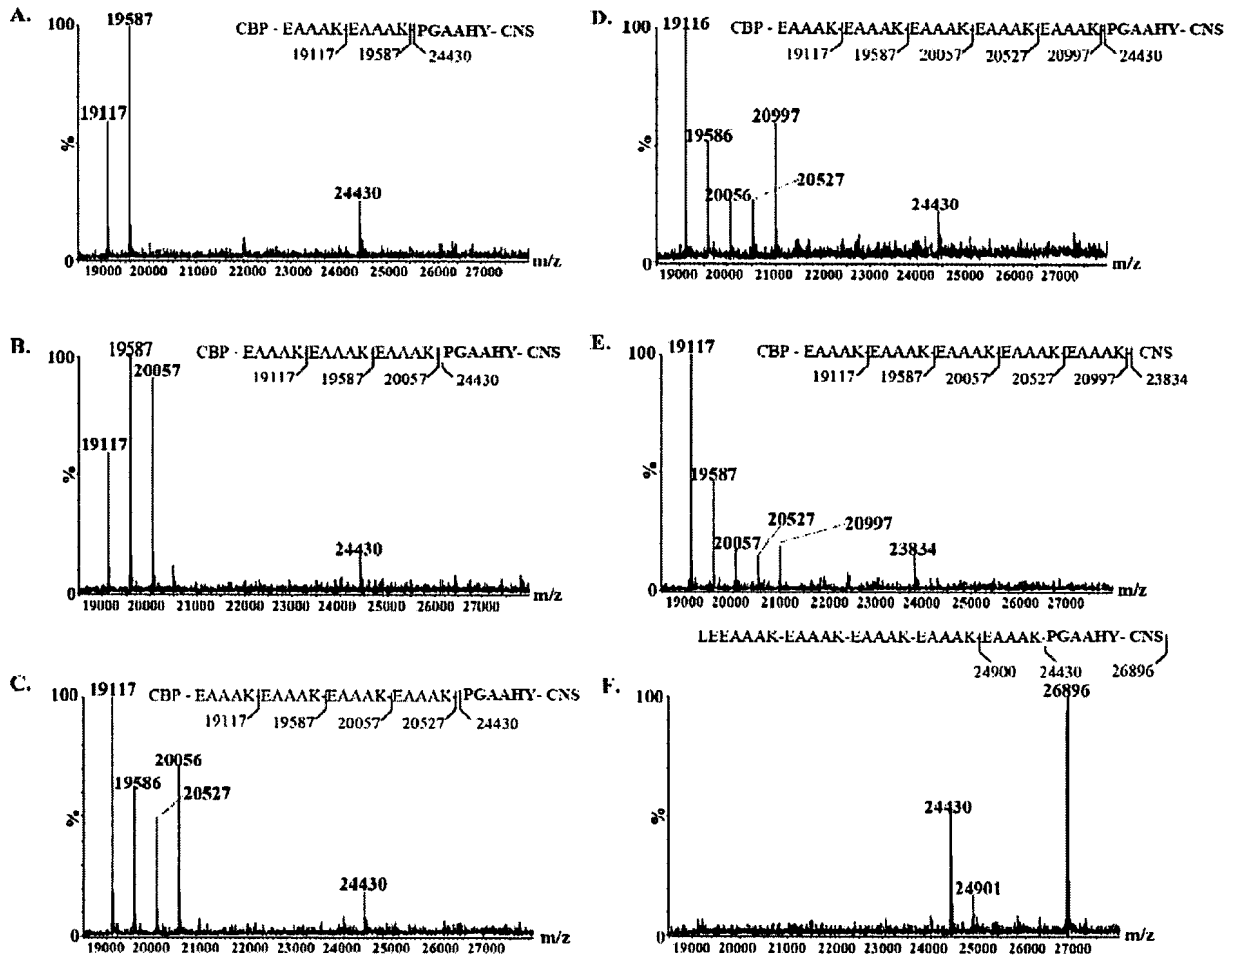 A.
100
19587
19117
24430
%
0
CBP - EAAAK EAAAK PGAAHY- CNS
19117 19587 24430
19000 20000 21000 22000 23000 24000 25000 26000 27000 m/z
B.
100
19587
20057
19117
24430
%
0
CBP - EAAAK EAAAK EAAAK PGAAHY- CNS
19117 19587 20057 24430
19000 20000 21000 22000 23000 24000 25000 26000 27000 m/z
C.
100
19117
20056
19586
20527
24430
%
0
CBP - EAAAK EAAAK EAAAK EAAAK PGAAHY- CNS
19117 19587 20057 20527 24430
19000 20000 21000 22000 23000 24000 25000 26000 27000 m/z
D.
100
19116
20997
19586
20056
20527
24430
%
0
CBP - EAAAK EAAAK EAAAK EAAAK EAAAK PGAAHY- CNS
19117 19587 20057 20527 20997 24430
19000 20000 21000 22000 23000 24000 25000 26000 27000 m/z
E.
100
19117
19587
20057
20527
20997
23834
%
0
CBP - EAAAK EAAAK EAAAK EAAAK EAAAK CNS
19117 19587 20057 20527 20997 23834
19000 20000 21000 22000 23000 24000 25000 26000 27000 m/z
LEEAAAK-EAAAK-EAAAK-EAAAK EAAAK-PGAAHY- CNS
24900 24430 26896
F.
100
26896
24430
24901
%
0
19000 20000 21000 22000 23000 24000 25000 26000 27000 m/z